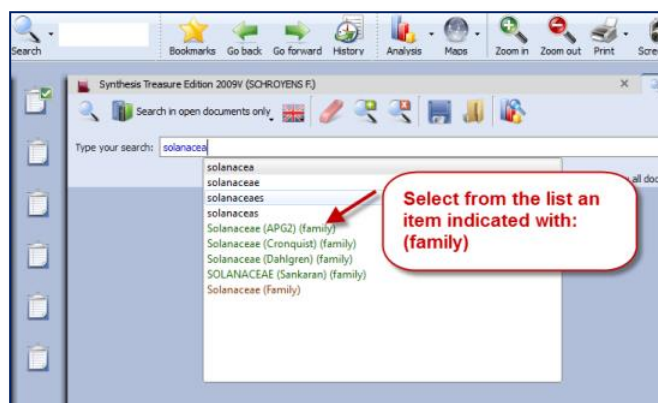 Search
Bookmarks Go back Go forward History Analysis Maps Zoom in Zoom out Print
Synthesis Treasure Edition 2009V (SCHROYENS F.)
Search in open documents only
Type your search: solanacea
solanacea
solanaceae
solanaceaes
solanaceas
Solanaceae (APG2) (family)
Solanaceae (Cronquist) (family)
Solanaceae (Dahlgren) (family)
SOLANACEAE (Sankaran) (family)
Solanaceae (Family)
all
Select from the list an
item indicated with:
(family)